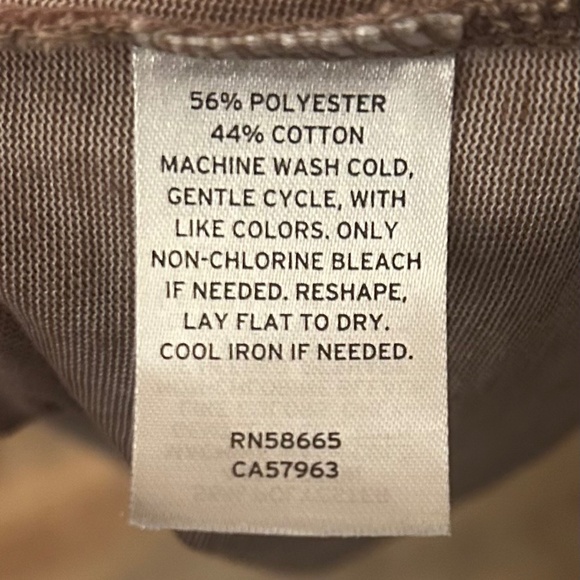 56% POLYESTER
44% COTTON
MACHINE WASH COLD,
GENTLE CYCLE, WITH
LIKE COLORS. ONLY
NON-CHLORINE BLEACH
IF NEEDED. RESHAPE,
LAY FLAT TO DRY.
COOL IRON IF NEEDED.
RN58665
CA57963